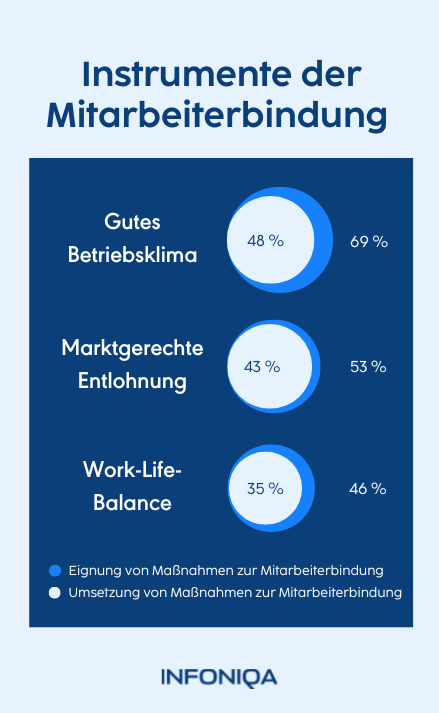 Instrumente der
Mitarbeiterbindung
Gutes
Betriebsklima
48 %
69 %
Marktgerechte
Entlohnung
43 %
53 %
Work-Life-
Balance
35 %
46 %
Eignung von Maßnahmen zur Mitarbeiterbindung
Umsetzung von Maßnahmen zur Mitarbeiterbindung
INFONIQA